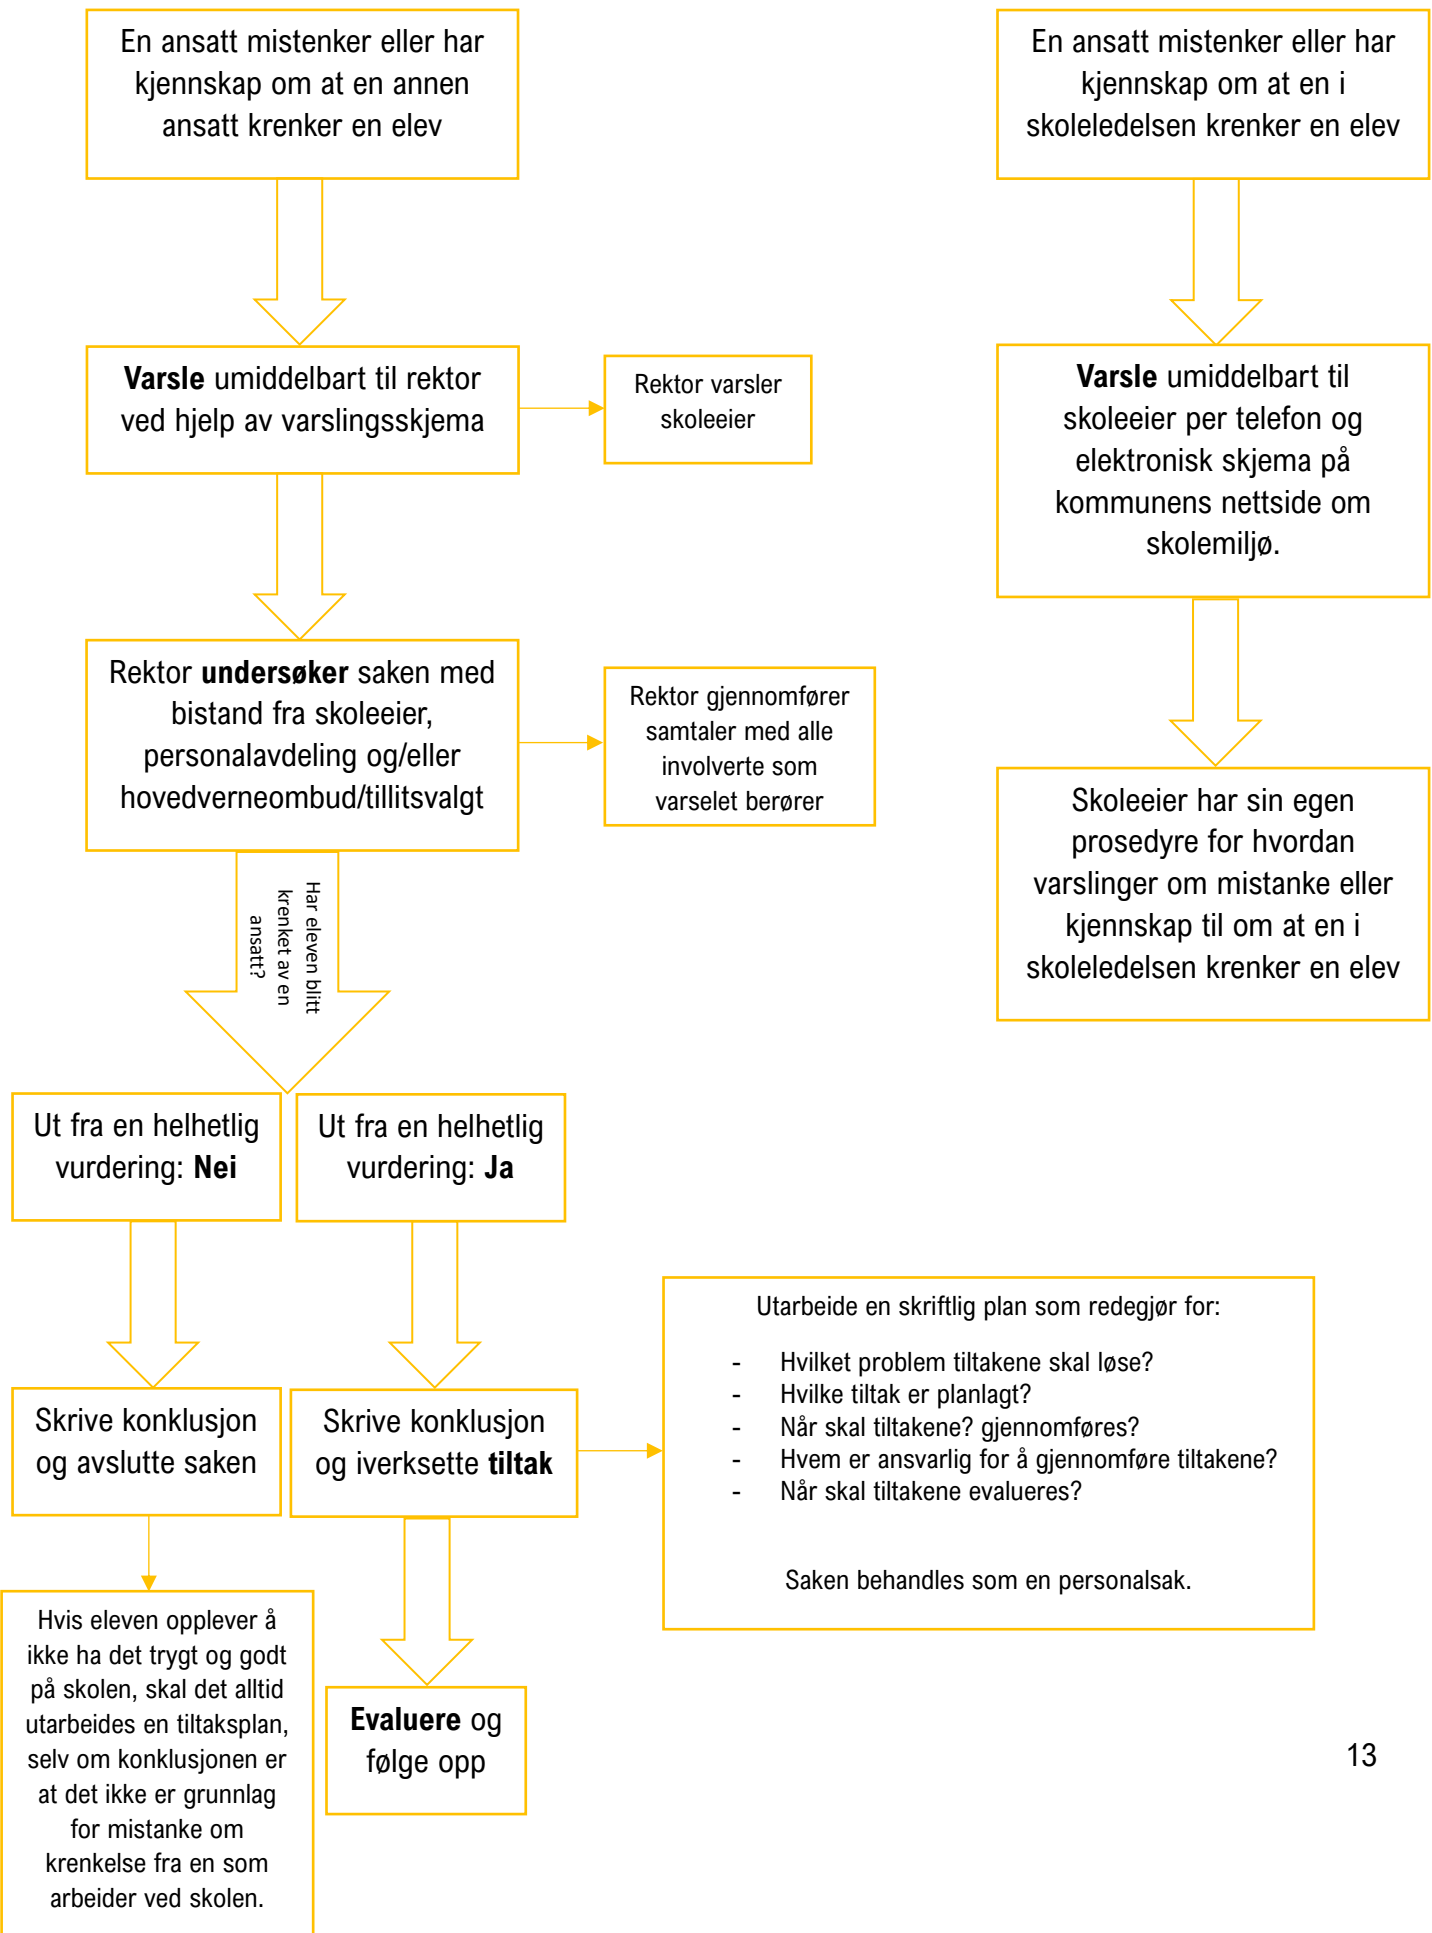 En ansatt mistenker eller har
kjennskap om at en annen
ansatt krenker en elev
Varsle umiddelbart til rektor
ved hjelp av varslingsskjema
Rektor varsler
skoleeier
Rektor undersøker saken med
bistand fra skoleeier,
personalavdeling og/eller
hovedverneombud/tillitsvalgt
Rektor gjennomfører
samtaler med alle
involverte som
varselet berører
Har eleven blitt
krenket av en
ansatt?
Ut fra en helhetlig
vurdering: Nei
Ut fra en helhetlig
vurdering: Ja
Skrive konklusjon
og avslutte saken
Skrive konklusjon
og iverksette tiltak
Utarbeide en skriftlig plan som redegjør for:
- Hvilket problem tiltakene skal løse?
- Hvilke tiltak er planlagt?
- Når skal tiltakene? gjennomføres?
- Hvem er ansvarlig for å gjennomføre tiltakene?
- Når skal tiltakene evalueres?
Saken behandles som en personalsak.
Hvis eleven opplever å
ikke ha det trygt og godt
på skolen, skal det alltid
utarbeides en tiltaksplan,
selv om konklusjonen er
at det ikke er grunnlag
for mistanke om
krenkelse fra en som
arbeider ved skolen.
Evaluere og
følge opp
En ansatt mistenker eller har
kjennskap om at en i
skoleledelsen krenker en elev
Varsle umiddelbart til
skoleeier per telefon og
elektronisk skjema på
kommunens nettside om
skolemiljø.
Skoleeier har sin egen
prosedyre for hvordan
varslinger om mistanke eller
kjennskap til om at en i
skoleledelsen krenker en elev
13